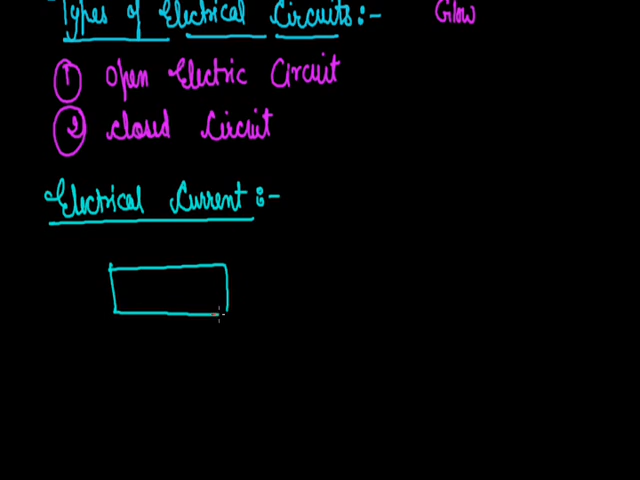 Types of Electrical Circuits:-
Glow
1 Open Electric Circuit
2 Closed Circuit
Electrical Current:-